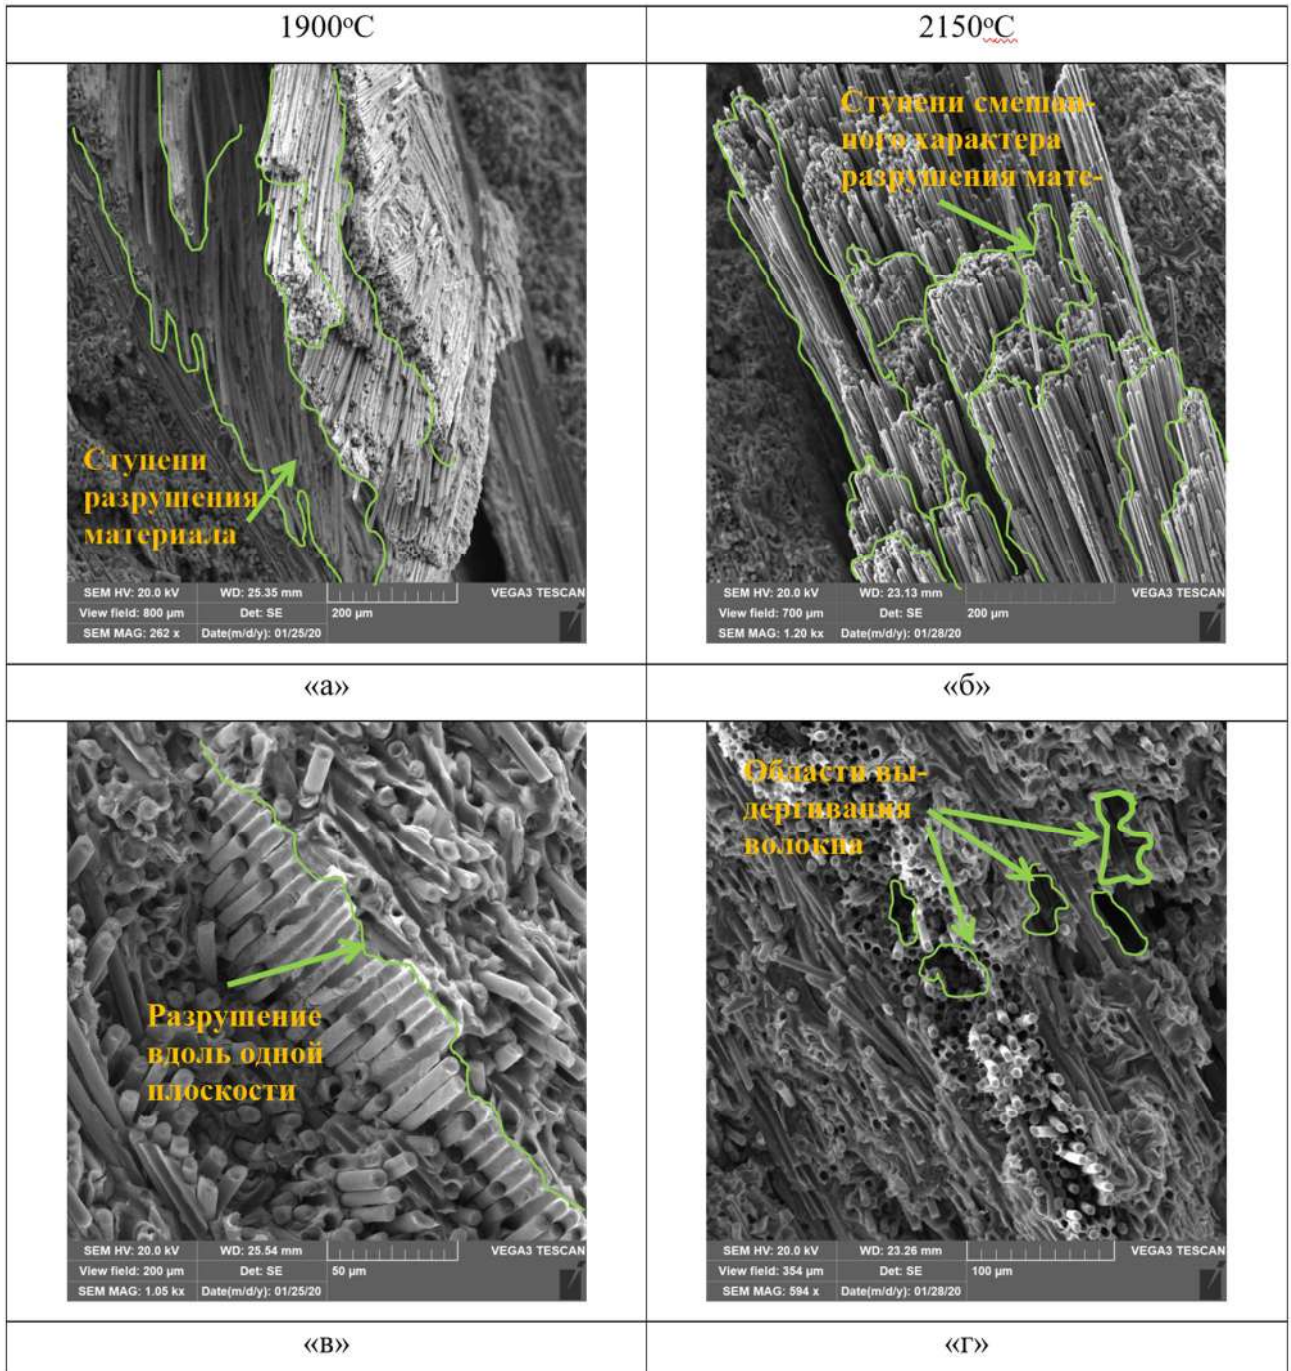 1900°C
2150°C
Ступени
разрушения
материала
SEM HV: 20.0 kV WD: 25.35 mm VEGA3 TESCAN
View field: 800 µm Det: SE 200 µm
SEM MAG: 262 x Date(m/d/y): 01/25/20
Ступени смешан-
ного характера
разрушения мате-
SEM HV: 20.0 kV WD: 23.13 mm VEGA3 TESCAN
View field: 700 µm Det: SE 200 µm
SEM MAG: 1.20 kx Date(m/d/y): 01/28/20
«а»
«б»
Разрушение
вдоль одной
плоскости
SEM HV: 20.0 kV WD: 25.54 mm VEGA3 TESCAN
View field: 200 µm Det: SE 50 µm
SEM MAG: 1.05 kx Date(m/d/y): 01/25/20
Области вы-
дергивания
волокна
SEM HV: 20.0 kV WD: 23.26 mm VEGA3 TESCAN
View field: 354 µm Det: SE 100 µm
SEM MAG: 594 x Date(m/d/y): 01/28/20
«в»
«г»